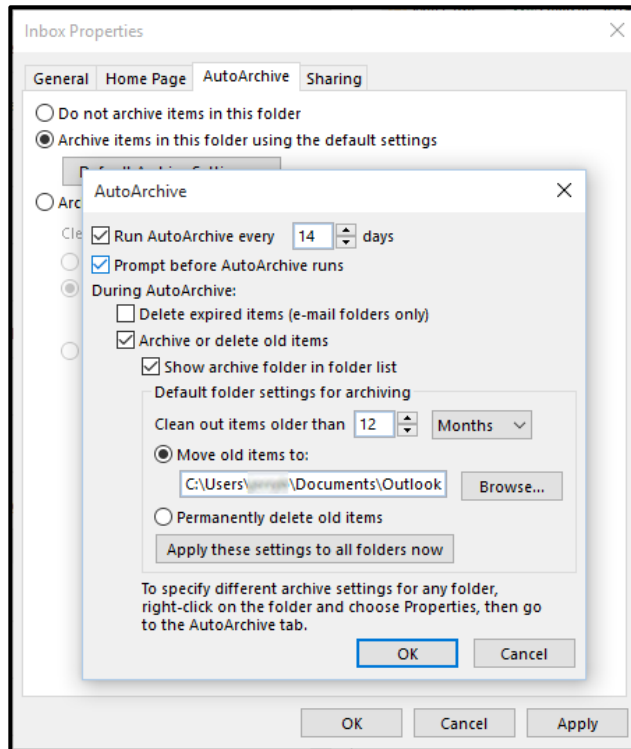 Inbox Properties
General Home Page AutoArchive Sharing
Do not archive items in this folder
Archive items in this folder using the default settings
AutoArchive
Arc
Cle
Run AutoArchive every 14 days
Prompt before AutoArchive runs
During AutoArchive:
Delete expired items (e-mail folders only)
Archive or delete old items
Show archive folder in folder list
Default folder settings for archiving
Clean out items older than 12 Months
Move old items to:
C:\Users\ \Documents\Outlook
Browse...
Permanently delete old items
Apply these settings to all folders now
To specify different archive settings for any folder,
right-click on the folder and choose Properties, then go
to the AutoArchive tab.
OK Cancel
OK Cancel Apply